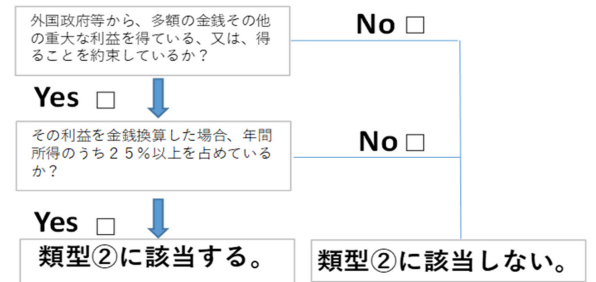 外国政府等から、多額の金銭その他
の重大な利益を得ている、又は、得
ることを約束しているか？
No □
Yes □
その利益を金銭換算した場合、年間
所得のうち２５％以上を占めている
か？
No □
Yes □
類型②に該当する。
類型②に該当しない。